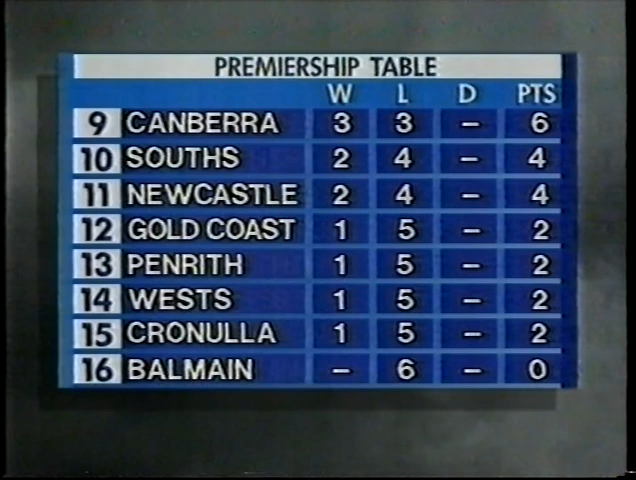 PREMIERSHIP TABLE
W L D PTS
9 CANBERRA 3 3 – 6
10 SOUTHS 2 4 – 4
11 NEWCASTLE 2 4 – 4
12 GOLD COAST 1 5 – 2
13 PENRITH 1 5 – 2
14 WESTS 1 5 – 2
15 CRONULLA 1 5 – 2
16 BALMAIN – 6 – 0